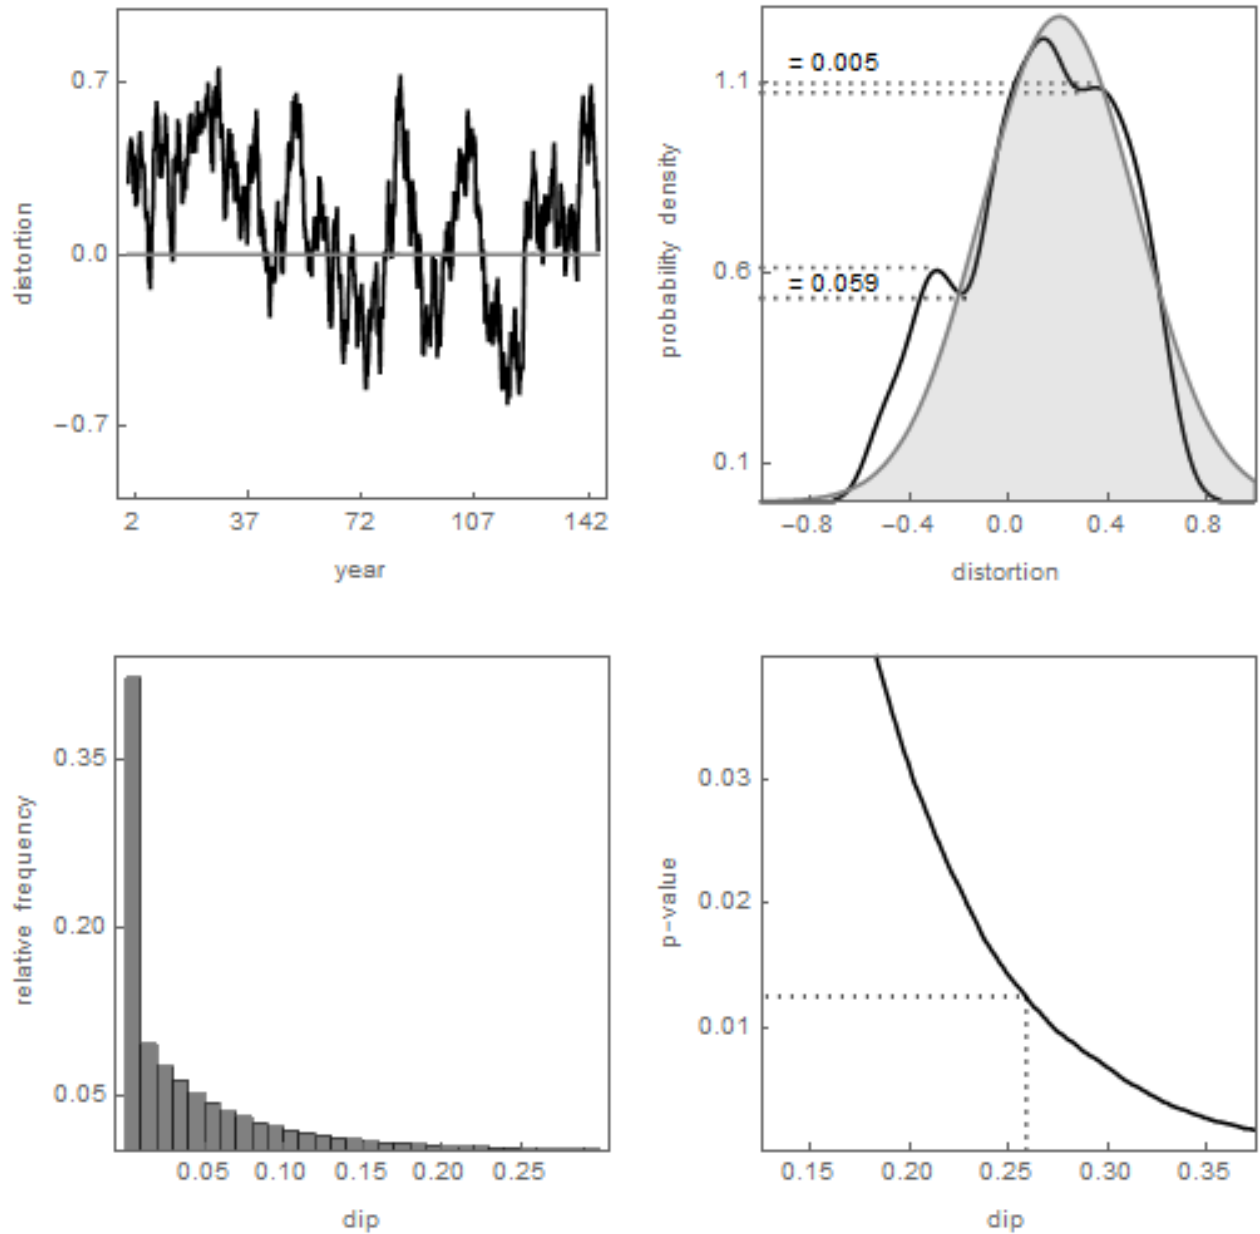 distortion
0.7
0.0
−0.7
2 37 72 107 142
year
probability density
1.1
0.6
0.1
= 0.005
= 0.059
−0.8 −0.4 0.0 0.4 0.8
distortion
relative frequency
0.35
0.20
0.05
0.05 0.10 0.15 0.20 0.25
dip
p-value
0.03
0.02
0.01
0.15 0.20 0.25 0.30 0.35
dip